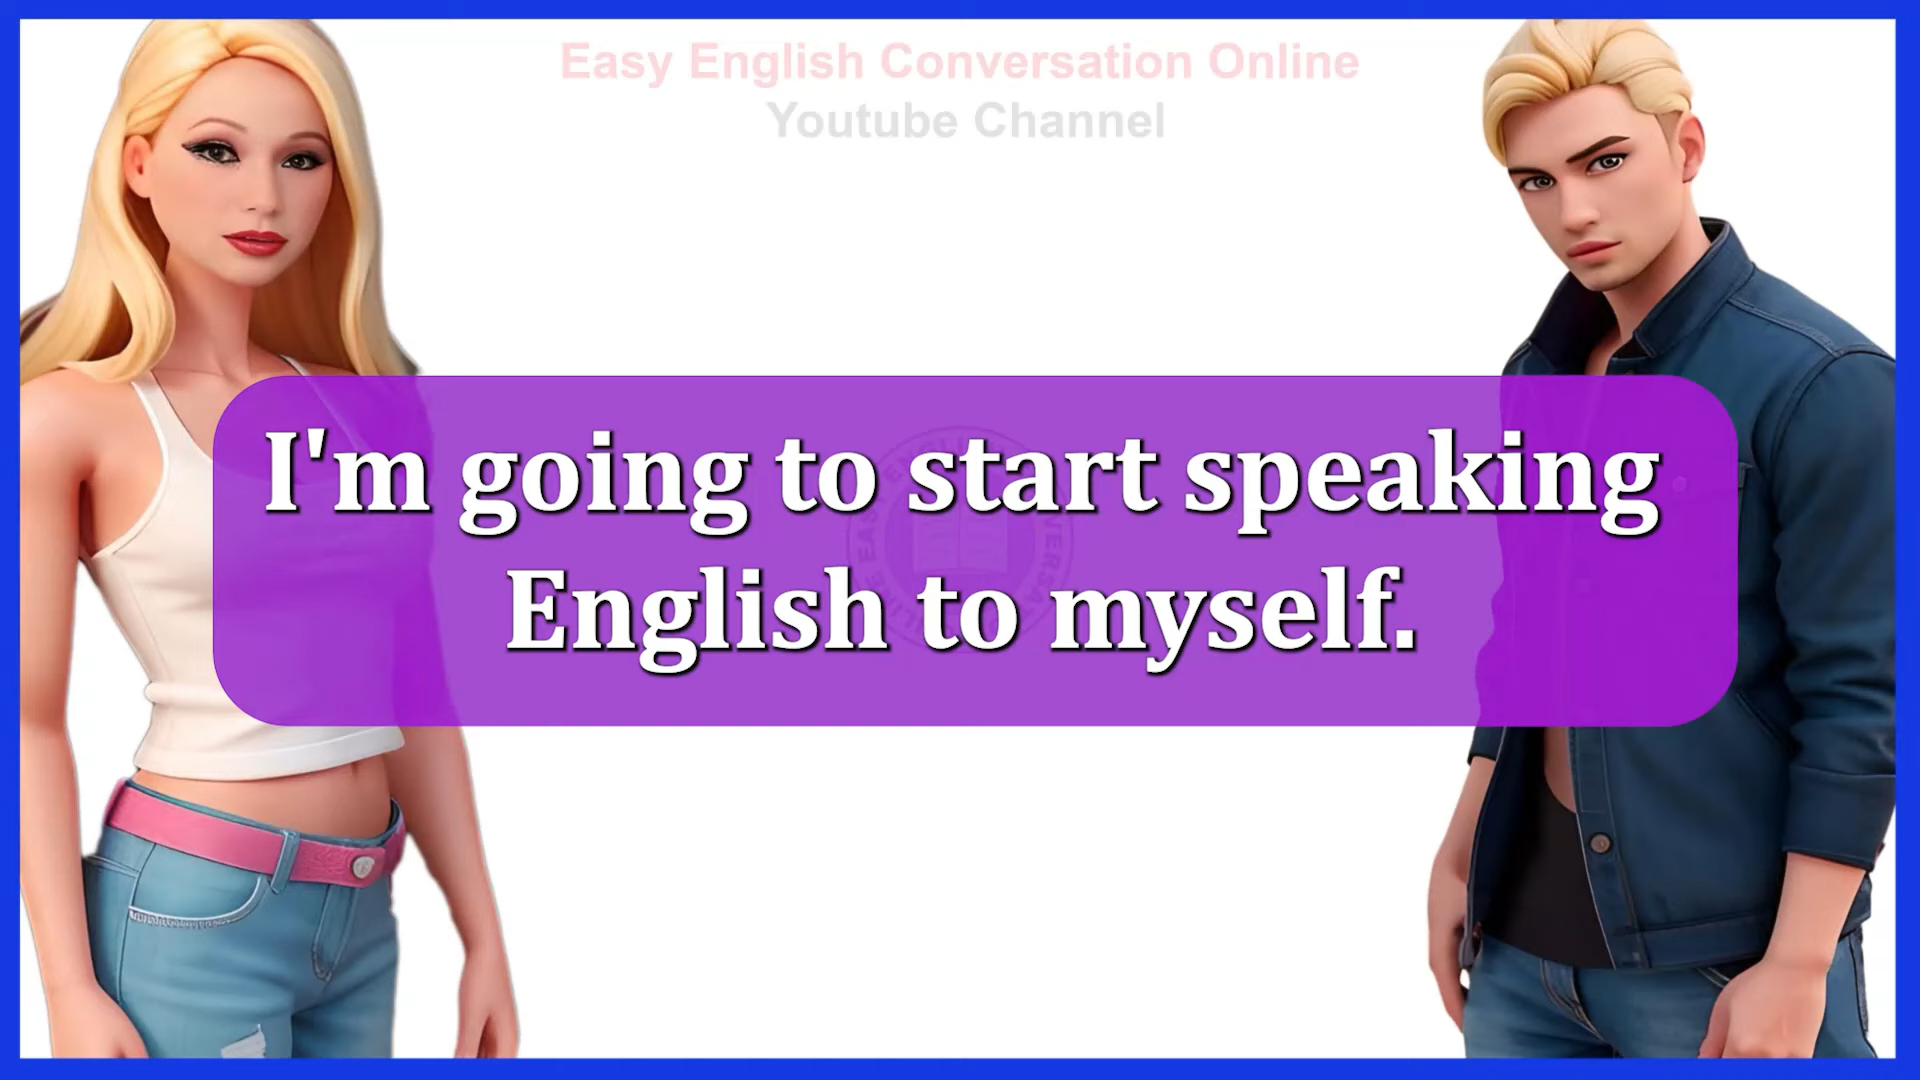 Easy English Conversation Online
Youtube Channel
I'm going to start speaking
English to myself.